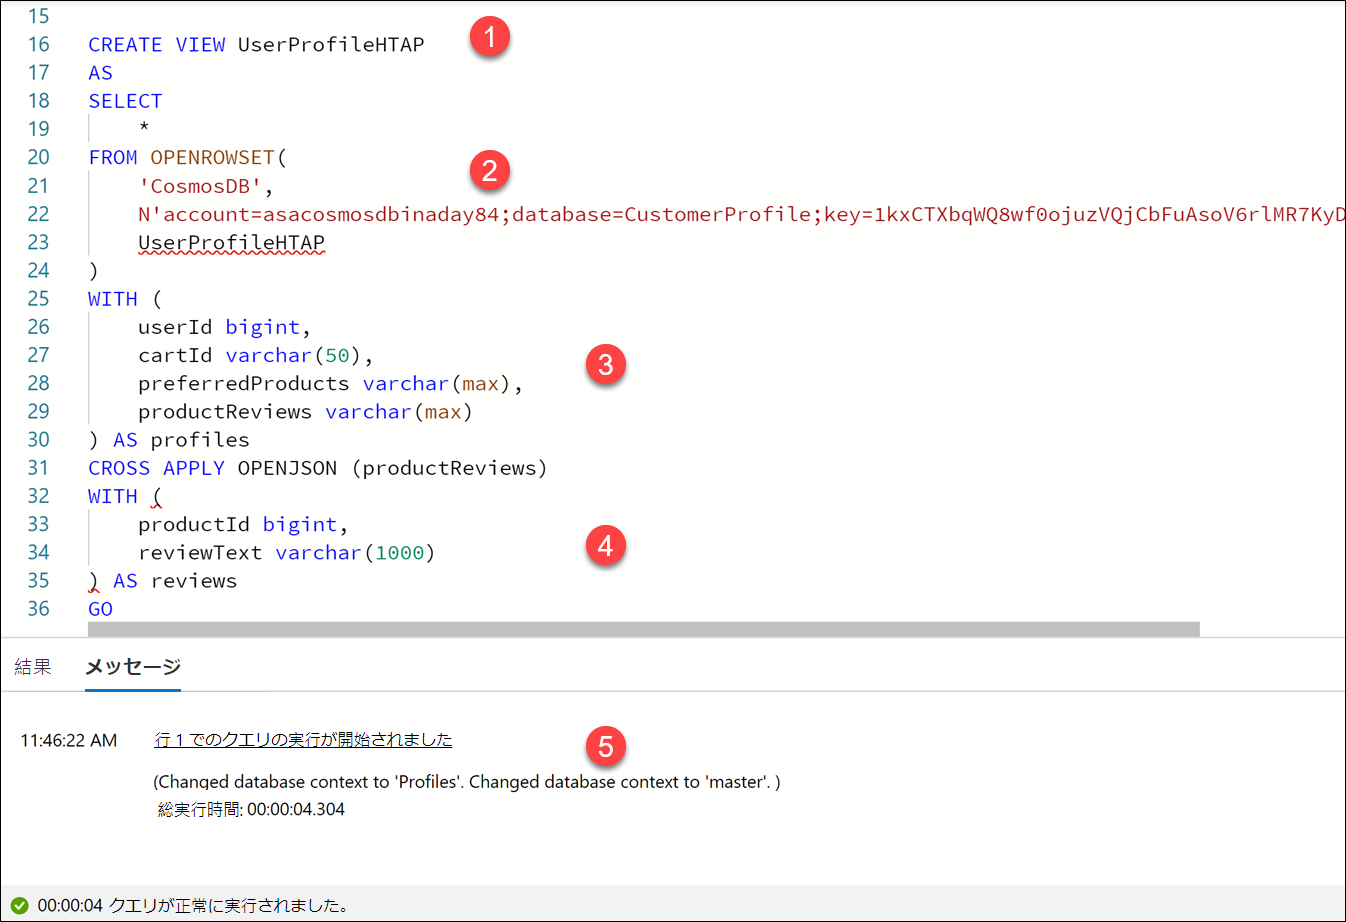 15
16 CREATE VIEW UserProfileHTAP 1
17 AS
18 SELECT
19 *
20 FROM OPENROWSET( 2
21 'CosmosDB',
22 N'account=asacosmosdbinaday84;database=CustomerProfile;key=1kxCTXbqWQ8wf0ojuzVQjCbFuAsoV6rlMR7KyD
23 UserProfileHTAP
24 )
25 WITH (
26 userId bigint,
27 cartId varchar(50), 3
28 preferredProducts varchar(max),
29 productReviews varchar(max)
30 ) AS profiles
31 CROSS APPLY OPENJSON (productReviews)
32 WITH (
33 productId bigint,
34 reviewText varchar(1000) 4
35 ) AS reviews
36 GO
結果 メッセージ
11:46:22 AM 行 1 でのクエリの実行が開始されました 5
(Changed database context to 'Profiles'. Changed database context to 'master'. )
総実行時間: 00:00:04.304
00:00:04 クエリが正常に実行されました。